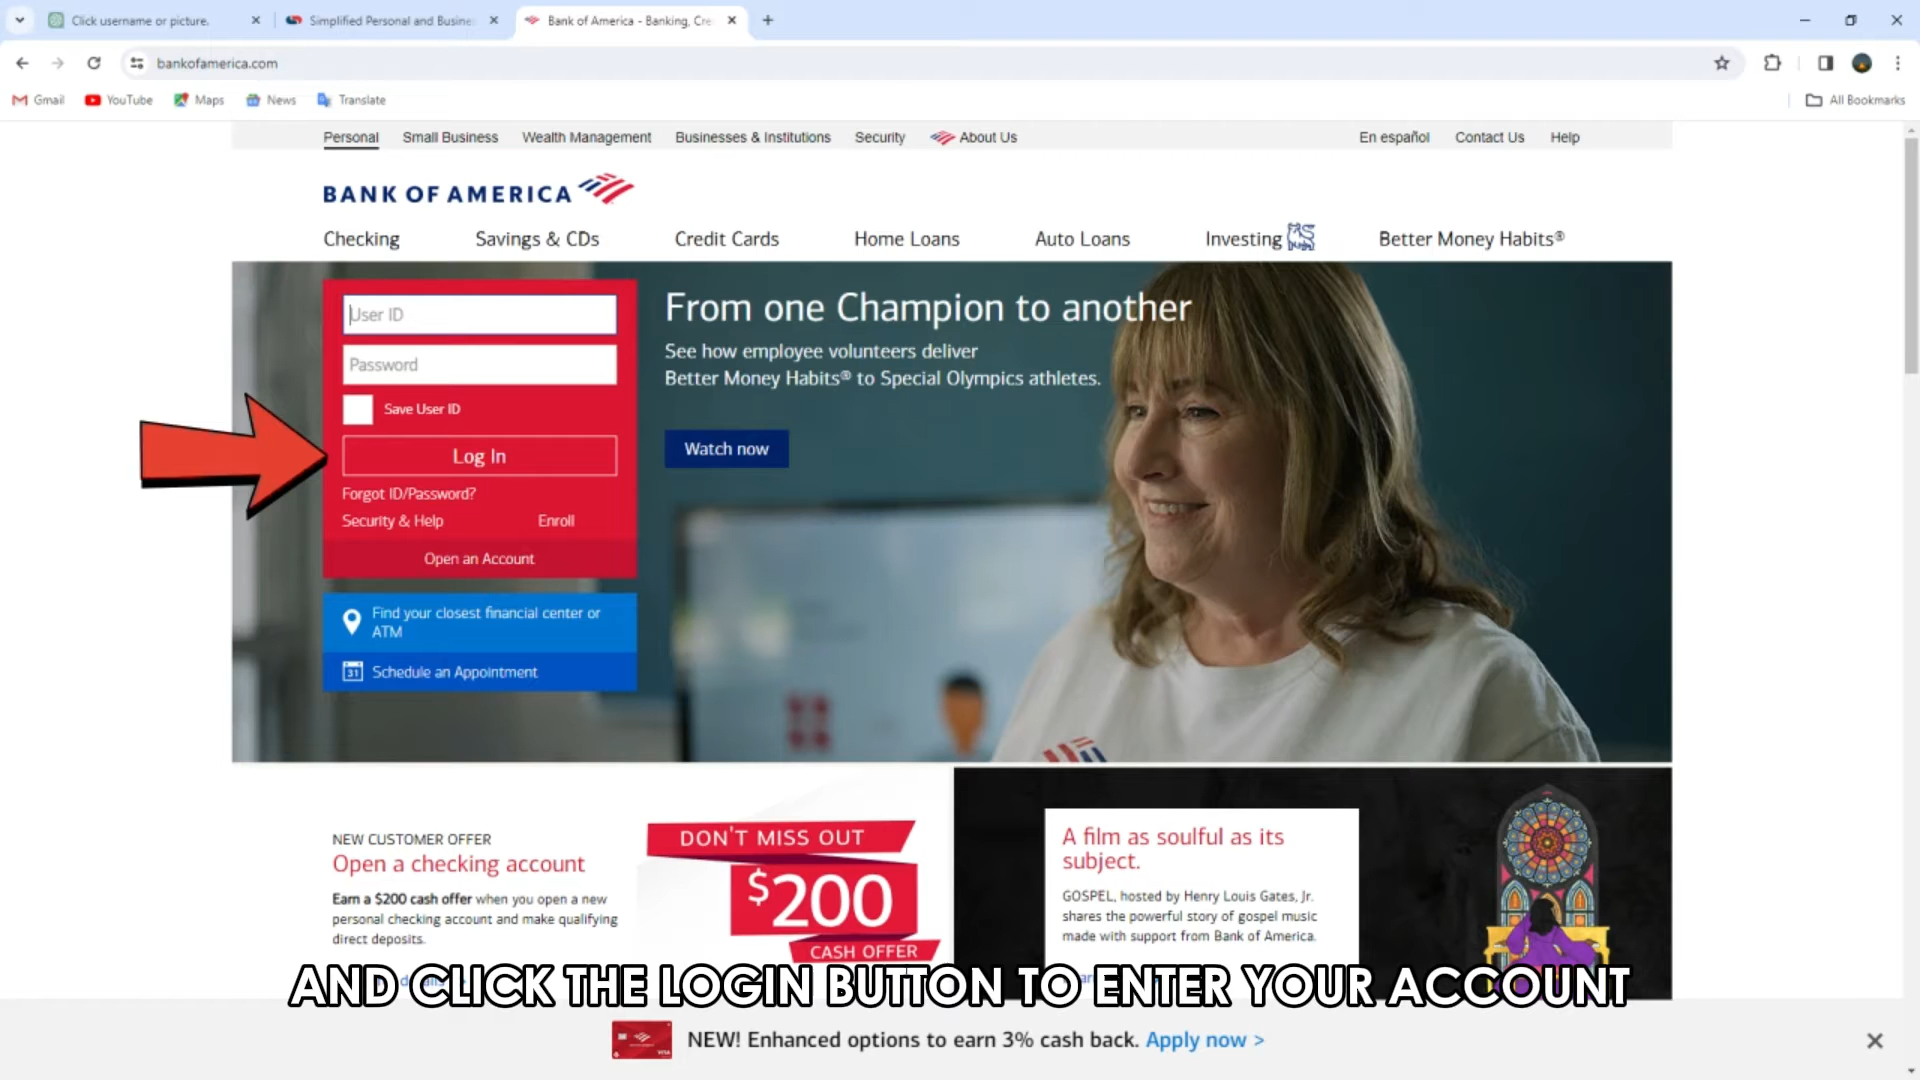 Click username or picture.
Simplified Personal and Busine
Bank of America - Banking, Cre
bankofamerica.com
Gmail
YouTube
Maps
News
Translate
All Bookmarks
Personal
Small Business
Wealth Management
Businesses & Institutions
Security
About Us
En español
Contact Us
Help
BANK OF AMERICA
Checking
Savings & CDs
Credit Cards
Home Loans
Auto Loans
Investing
Better Money Habits®
User ID
Password
Save User ID
Log In
Forgot ID/Password?
Security & Help
Enroll
Open an Account
Find your closest financial center or
ATM
31
Schedule an Appointment
From one Champion to another
See how employee volunteers deliver
Better Money Habits® to Special Olympics athletes.
Watch now
NEW CUSTOMER OFFER
Open a checking account
Earn a $200 cash offer when you open a new
personal checking account and make qualifying
direct deposits.
DON'T MISS OUT
$200
CASH OFFER
A film as soulful as its
subject.
GOSPEL, hosted by Henry Louis Gates, Jr.
shares the powerful story of gospel music
made with support from Bank of America.
AND CLICK THE LOGIN BUTTON TO ENTER YOUR ACCOUNT
NEW! Enhanced options to earn 3% cash back. Apply now >